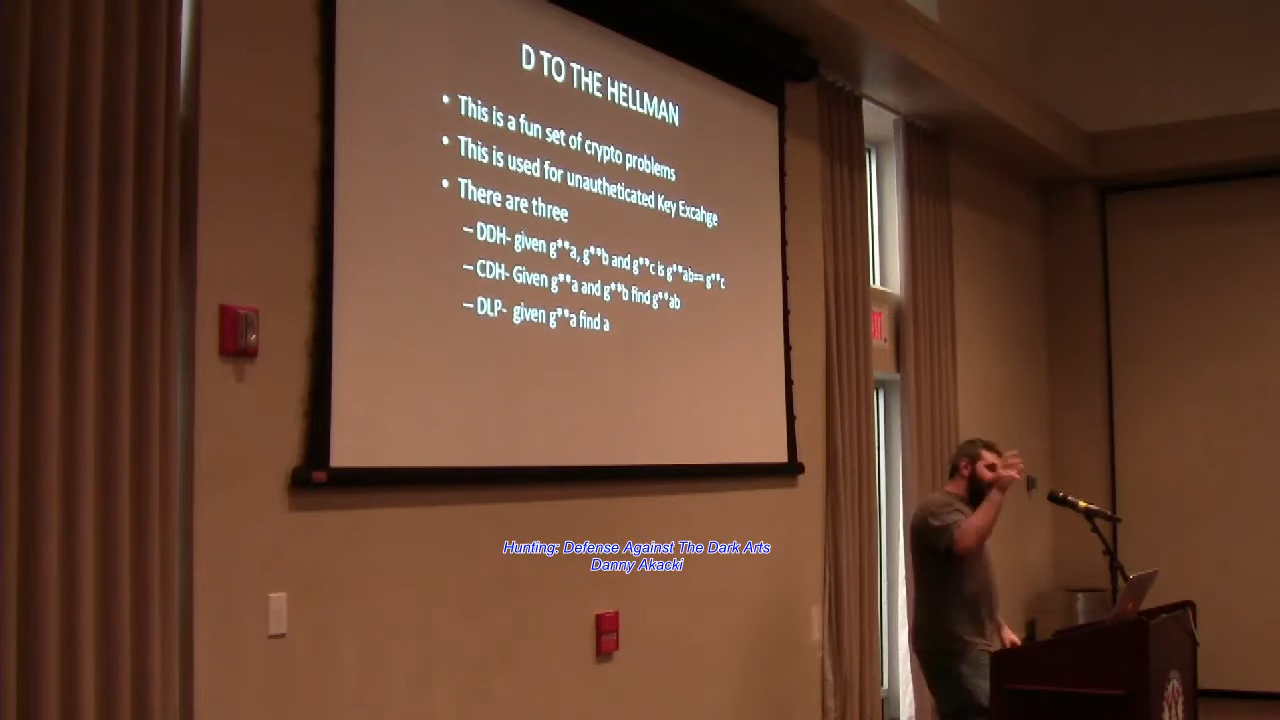 D TO THE HELLMAN
• This is a fun set of crypto problems
• This is used for unautheticated Key Excahge
• There are three
– DDH- given g**a, g**b and g**c is g**ab== g**c
– CDH- Given g**a and g**b find g**ab
– DLP- given g**a find a
Hunting: Defense Against The Dark Arts
Danny Akacki